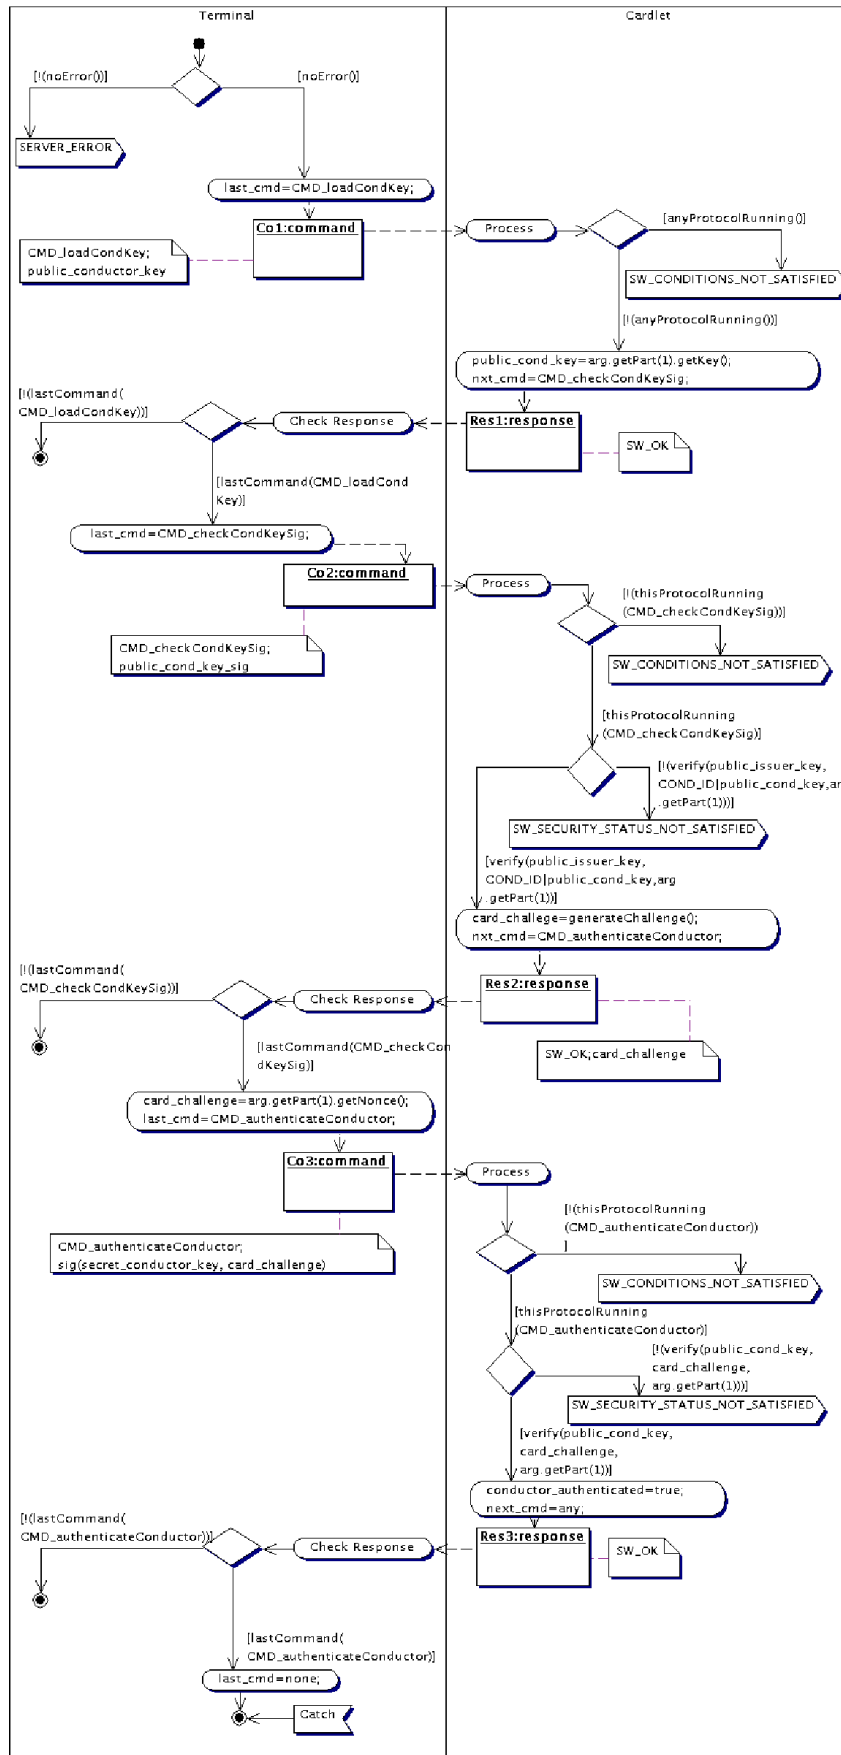 Terminal
Cardlet
[!(noError())]
[noError()]
SERVER_ERROR
last_cmd=CMD_loadCondKey;
Co1:command
Process
[anyProtocolRunning()]
CMD_loadCondKey;
public_conductor_key
SW_CONDITIONS_NOT_SATISFIED
[!(anyProtocolRunning())]
public_cond_key=arg.getPart(1).getKey();
nxt_cmd=CMD_checkCondKeySig;
[!(lastCommand(
CMD_loadCondKey))]
Check Response
Res1:response
SW_OK
[lastCommand(CMD_loadCond
Key)]
last_cmd=CMD_checkCondKeySig;
Co2:command
Process
[!(thisProtocolRunning
(CMD_checkCondKeySig))]
CMD_checkCondKeySig;
public_cond_key_sig
SW_CONDITIONS_NOT_SATISFIED
[thisProtocolRunning
(CMD_checkCondKeySig)]
[!(verify(public_issuer_key,
COND_ID|public_cond_key,ar
.getPart(1)))]
SW_SECURITY_STATUS_NOT_SATISFIED
[verify(public_issuer_key,
COND_ID|public_cond_key,arg
.getPart(1))]
card_challege=generateChallenge();
nxt_cmd=CMD_authenticateConductor;
[!(lastCommand(
CMD_checkCondKeySig))]
Check Response
Res2:response
[lastCommand(CMD_checkCon
dKeySig)]
SW_OK;card_challenge
card_challenge=arg.getPart(1).getNonce();
last_cmd=CMD_authenticateConductor;
Co3:command
Process
[!(thisProtocolRunning
(CMD_authenticateConductor))
]
CMD_authenticateConductor;
sig(secret_conductor_key, card_challenge)
SW_CONDITIONS_NOT_SATISFIED
[thisProtocolRunning
(CMD_authenticateConductor)]
[!(verify(public_cond_key,
card_challenge,
arg.getPart(1)))]
SW_SECURITY_STATUS_NOT_SATISFIED
[verify(public_cond_key,
card_challenge,
arg.getPart(1))]
conductor_authenticated=true;
next_cmd=any;
[!(lastCommand(
CMD_authenticateConductor))]
Check Response
Res3:response
SW_OK
[lastCommand(
CMD_authenticateConductor)]
last_cmd=none;
Catch